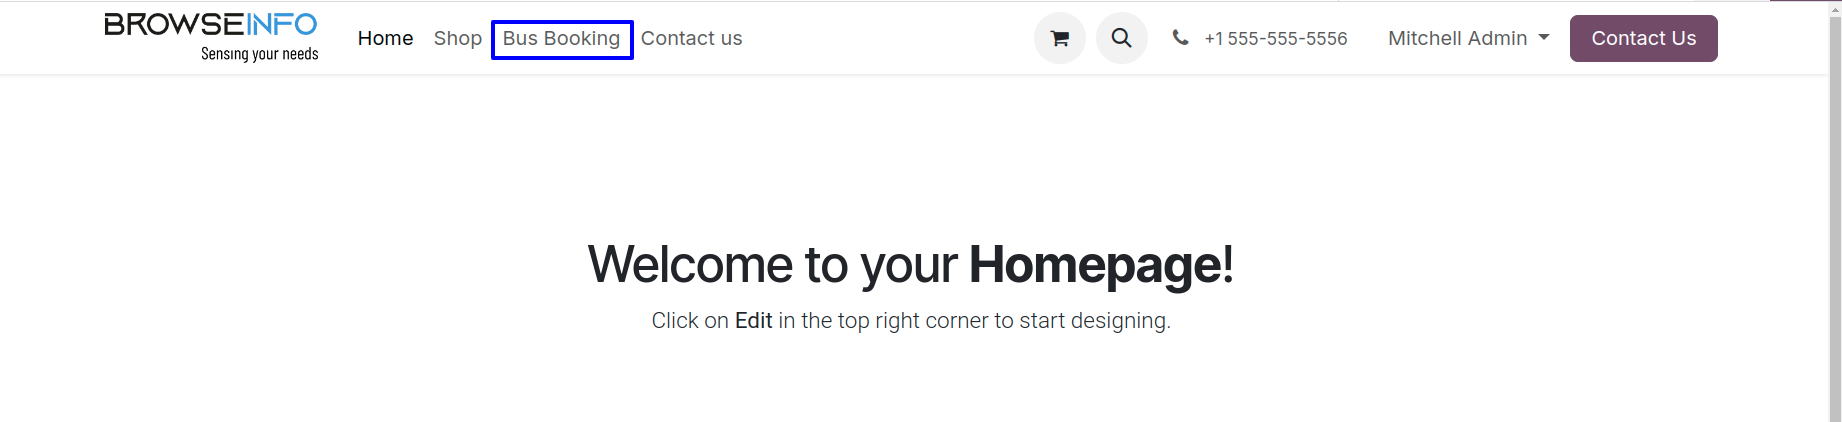 BROWSEINFO
Sensing your needs
Home Shop Bus Booking Contact us +1 555-555-5556 Mitchell Admin Contact Us
Welcome to your Homepage!
Click on Edit in the top right corner to start designing.